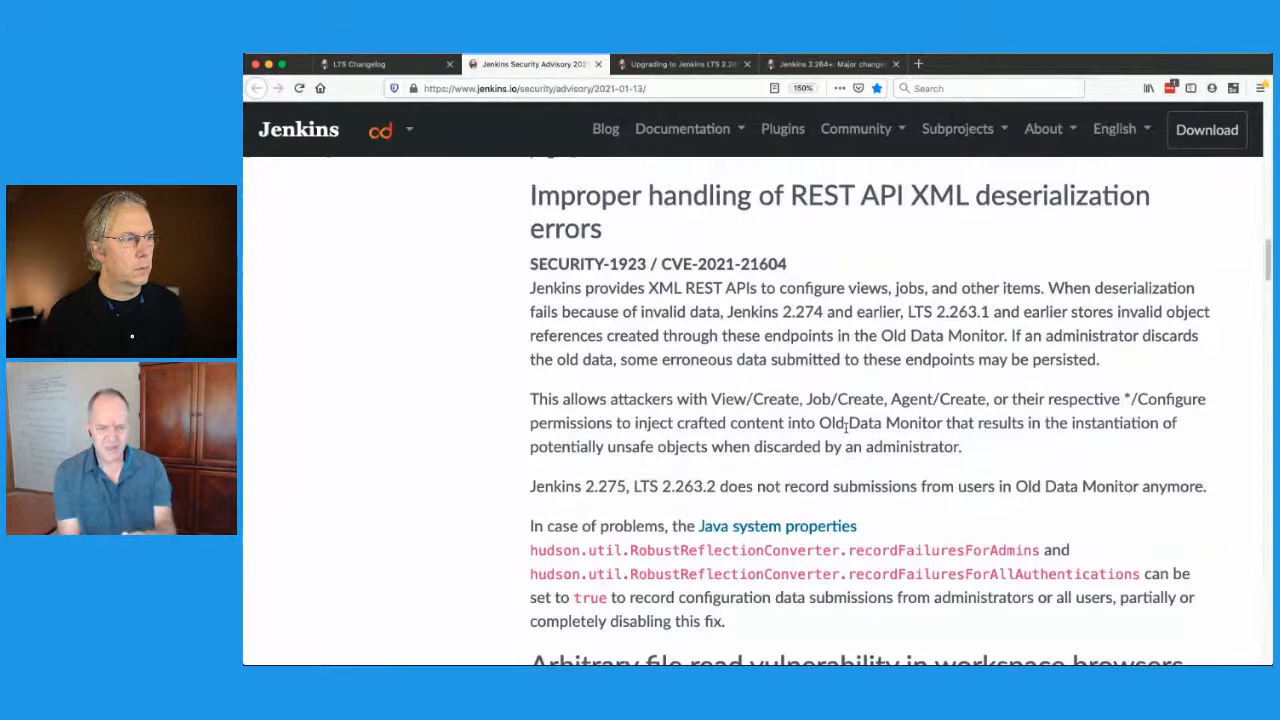 LTS Changelog
Jenkins Security Advisory 202
Upgrading to Jenkins LTS 2.26
Jenkins 2.264+: Major change
https://www.jenkins.io/security/advisory/2021-01-13/
150%
Search
Jenkins
cd
Blog
Documentation
Plugins
Community
Subprojects
About
English
Download
Improper handling of REST API XML deserialization
errors
SECURITY-1923 / CVE-2021-21604
Jenkins provides XML REST APIs to configure views, jobs, and other items. When deserialization
fails because of invalid data, Jenkins 2.274 and earlier, LTS 2.263.1 and earlier stores invalid object
references created through these endpoints in the Old Data Monitor. If an administrator discards
the old data, some erroneous data submitted to these endpoints may be persisted.
This allows attackers with View/Create, Job/Create, Agent/Create, or their respective */Configure
permissions to inject crafted content into Old Data Monitor that results in the instantiation of
potentially unsafe objects when discarded by an administrator.
Jenkins 2.275, LTS 2.263.2 does not record submissions from users in Old Data Monitor anymore.
In case of problems, the Java system properties
hudson.util.RobustReflectionConverter.recordFailuresForAdmins and
hudson.util.RobustReflectionConverter.recordFailuresForAllAuthentications can be
set to true to record configuration data submissions from administrators or all users, partially or
completely disabling this fix.
Arbitrary file read vulnerability in workspace browsers